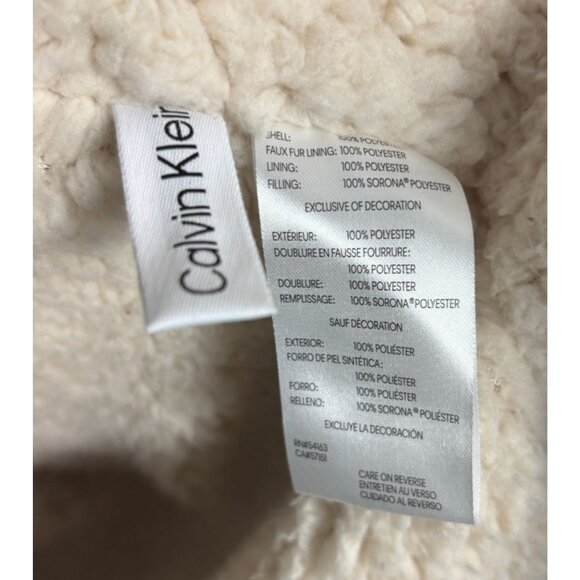 Calvin Klein
SHELL: 100% POLYESTER
FAUX FUR LINING: 100% POLYESTER
LINING: 100% POLYESTER
FILLING: 100% SORONA® POLYESTER
EXCLUSIVE OF DECORATION
EXTÉRIEUR: 100% POLYESTER
DOUBLURE EN FAUSSE FOURRURE:
100% POLYESTER
DOUBLURE: 100% POLYESTER
REMPLISSAGE: 100% SORONA® POLYESTER
SAUF DÉCORATION
EXTERIOR: 100% POLIÉSTER
FORRO DE PIEL SINTÉTICA:
100% POLIÉSTER
FORRO: 100% POLIÉSTER
RELLENO: 100% SORONA® POLIÉSTER
EXCLUYE LA DECORACIÓN
RN#54163
CA#57151
CARE ON REVERSE
ENTRETIEN AU VERSO
CUIDADO AL REVERSO